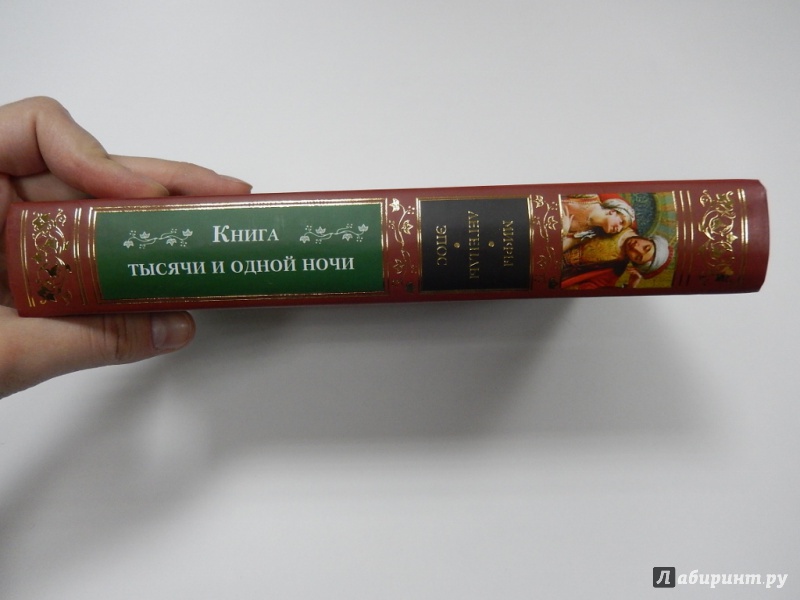 Книга
тысячи и одной ночи
МИФЫ
ЛЕГЕНДЫ
ЭПОС
Лабиринт.ру